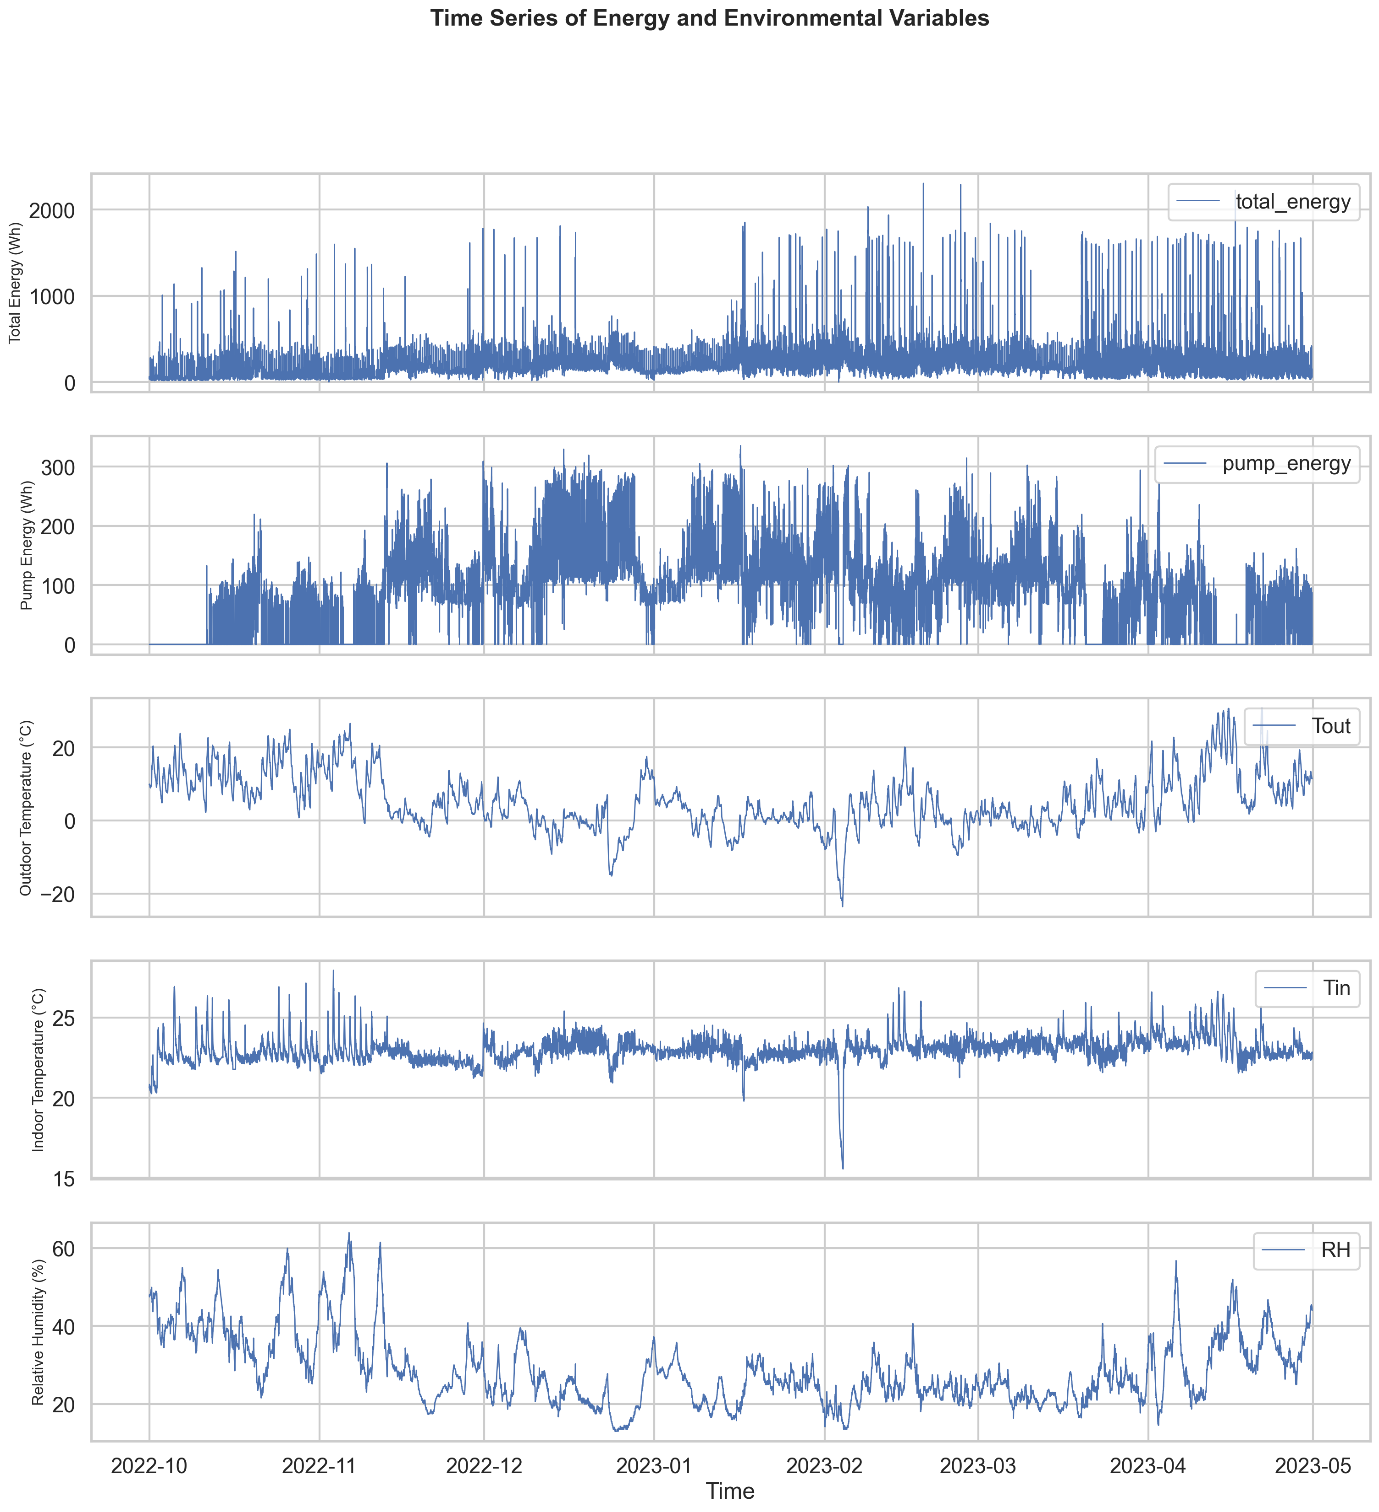 Time Series of Energy and Environmental Variables
Total Energy (Wh)
2000
1000
0
total_energy
Pump Energy (Wh)
300
200
100
0
pump_energy
Outdoor Temperature (°C)
20
0
−20
Tout
Indoor Temperature (°C)
25
20
15
Tin
Relative Humidity (%)
60
40
20
RH
2022-10 2022-11 2022-12 2023-01 2023-02 2023-03 2023-04 2023-05
Time